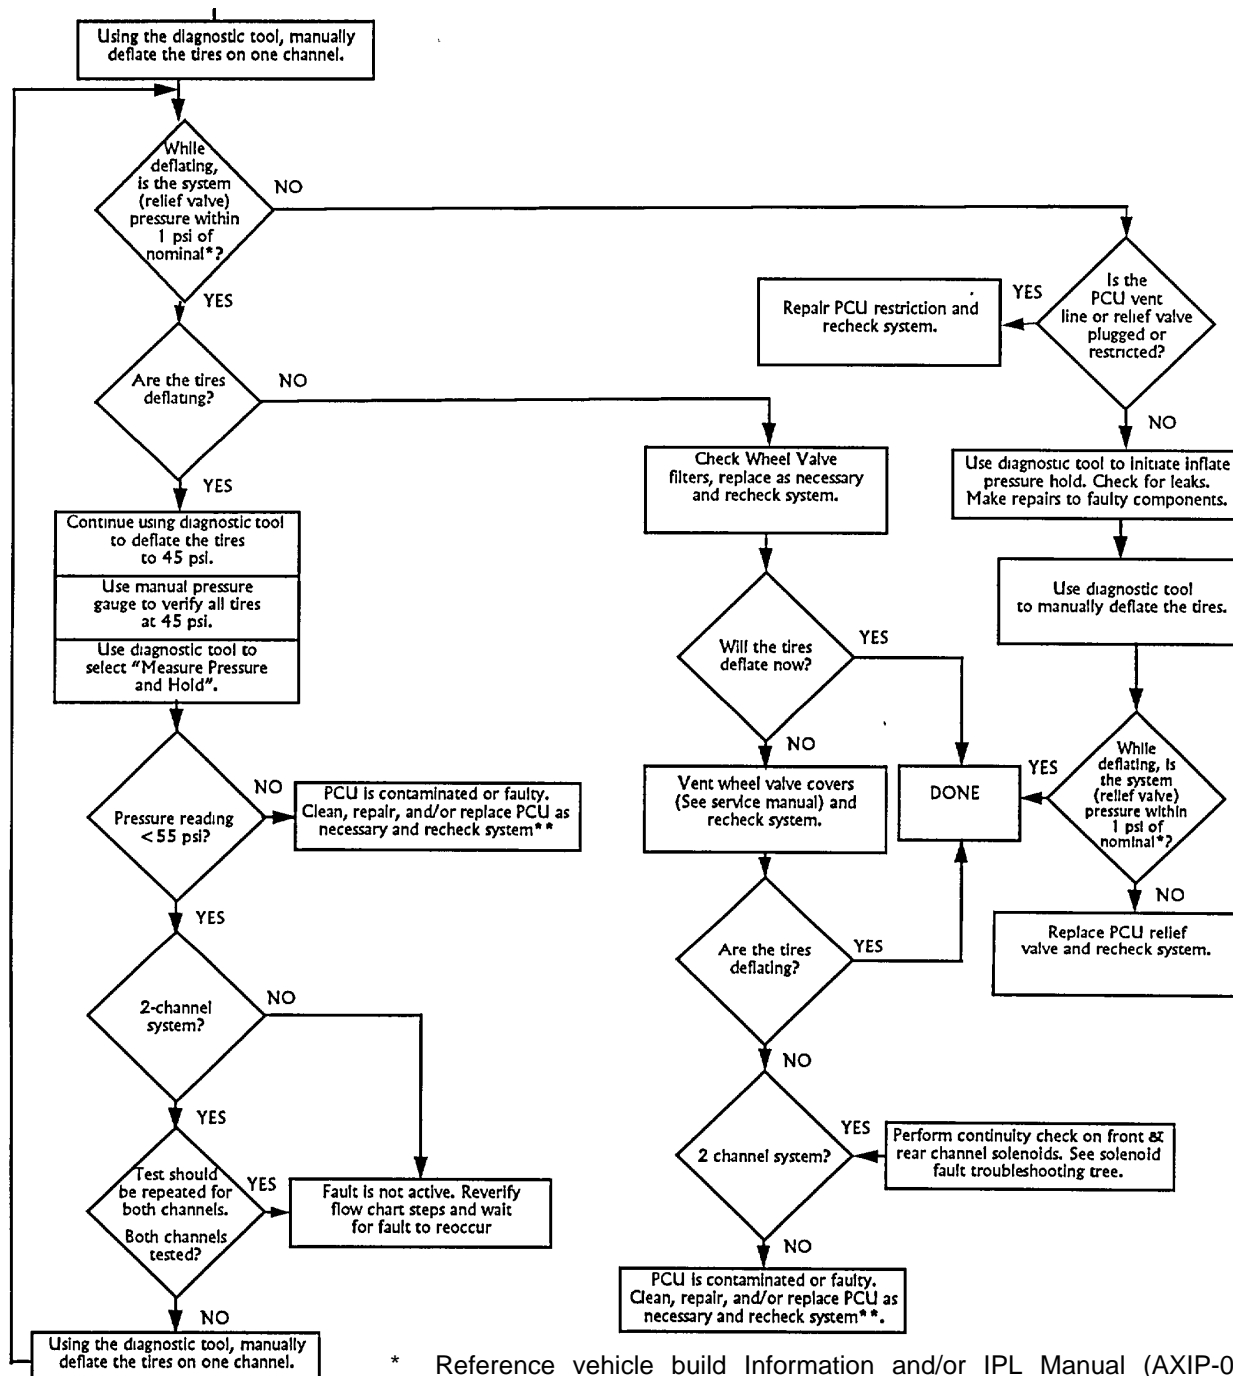 Using the diagnostic tool, manually
deflate the tires on one channel.
While
deflating,
is the system
(relief valve)
pressure within
1 psi of
nominal*?
NO
YES
Is the
PCU vent
line or relief valve
plugged or
restricted?
YES
Repair PCU restriction and
recheck system.
NO
Are the tires
deflating?
NO
YES
Check Wheel Valve
filters, replace as necessary
and recheck system.
Use diagnostic tool to initiate inflate
pressure hold. Check for leaks.
Make repairs to faulty components.
Continue using diagnostic tool
to deflate the tires
to 45 psi.
Use manual pressure
gauge to verify all tires
at 45 psi.
Use diagnostic tool to
select "Measure Pressure
and Hold".
Use diagnostic tool
to manually deflate the tires.
Will the tires
deflate now?
YES
NO
While
deflating, is
the system
(relief valve)
pressure within
1 psi of
nominal*?
YES
NO
DONE
Pressure reading
<55 psi?
NO
YES
PCU is contaminated or faulty.
Clean, repair, and/or replace PCU as
necessary and recheck system**
Vent wheel valve covers
(See service manual) and
recheck system.
Replace PCU relief
valve and recheck system.
Are the tires
deflating?
YES
NO
2-channel
system?
NO
YES
2 channel system?
YES
NO
Perform continuity check on front &
rear channel solenoids. See solenoid
fault troubleshooting tree.
Test should
be repeated for
both channels.
Both channels
tested?
YES
NO
Fault is not active. Reverify
flow chart steps and wait
for fault to reoccur
PCU is contaminated or faulty.
Clean, repair, and/or replace PCU as
necessary and recheck system**.
Using the diagnostic tool, manually
deflate the tires on one channel.
* Reference vehicle build Information and/or IPL Manual (AXIP-0